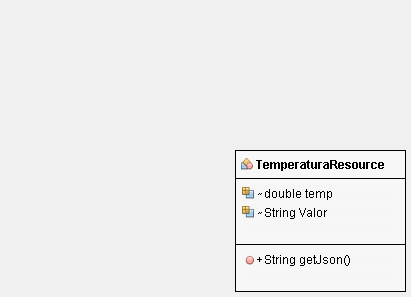 TemperaturaResource
~double temp
~String Valor
+String getJson()